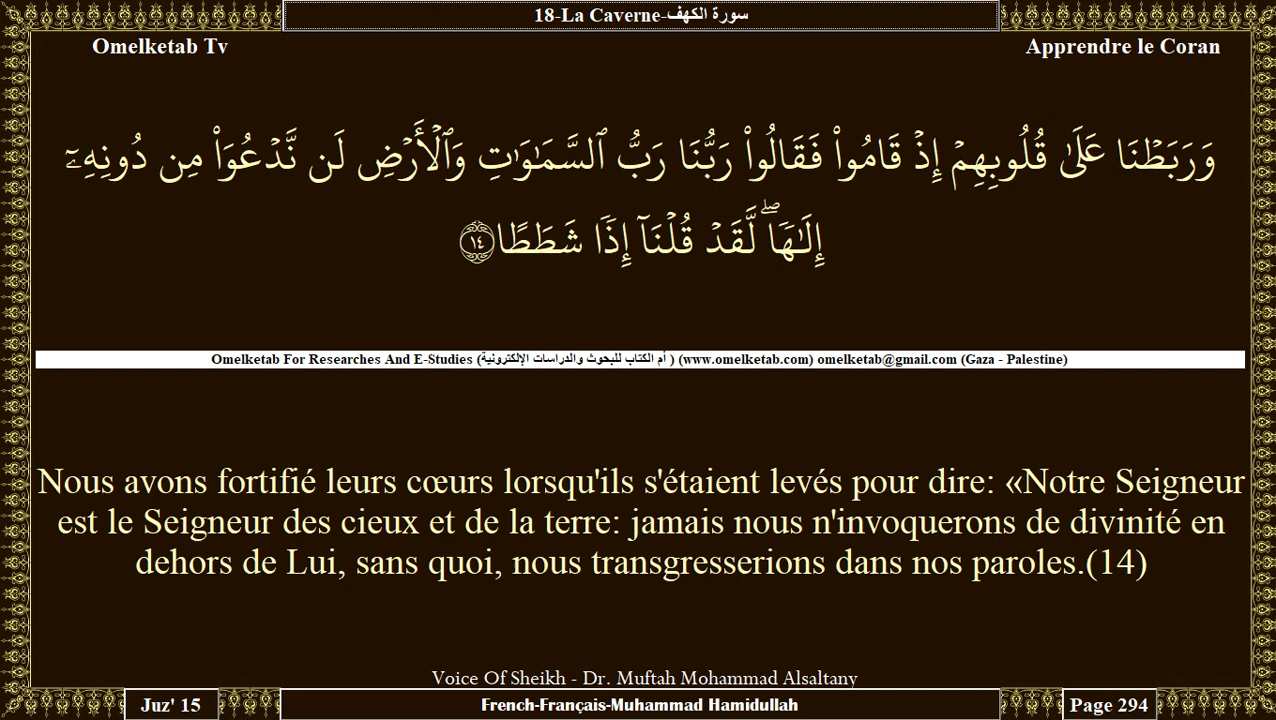 18-La Caverne-سورة الكهف
Omelketab Tv
Apprendre le Coran
وَرَبَطۡنَا عَلَىٰ قُلُوبِهِمۡ إِذۡ قَامُواْ فَقَالُواْ رَبُّنَا رَبُّ ٱلسَّمَٰوَٰتِ وَٱلۡأَرۡضِ لَن نَّدۡعُوَاْ مِن دُونِهِۦٓ
إِلَٰهٗاۖ لَّقَدۡ قُلۡنَآ إِذٗا شَطَطًا ١٤
Omelketab For Researches And E-Studies (أم الكتاب للبحوث والدراسات الإلكترونية ) (www.omelketab.com) omelketab@gmail.com (Gaza - Palestine)
Nous avons fortifié leurs cœurs lorsqu'ils s'étaient levés pour dire: «Notre Seigneur
est le Seigneur des cieux et de la terre: jamais nous n'invoquerons de divinité en
dehors de Lui, sans quoi, nous transgresserions dans nos paroles.(14)
Voice Of Sheikh - Dr. Muftah Mohammad Alsaltany
Juz' 15
French-Français-Muhammad Hamidullah
Page 294